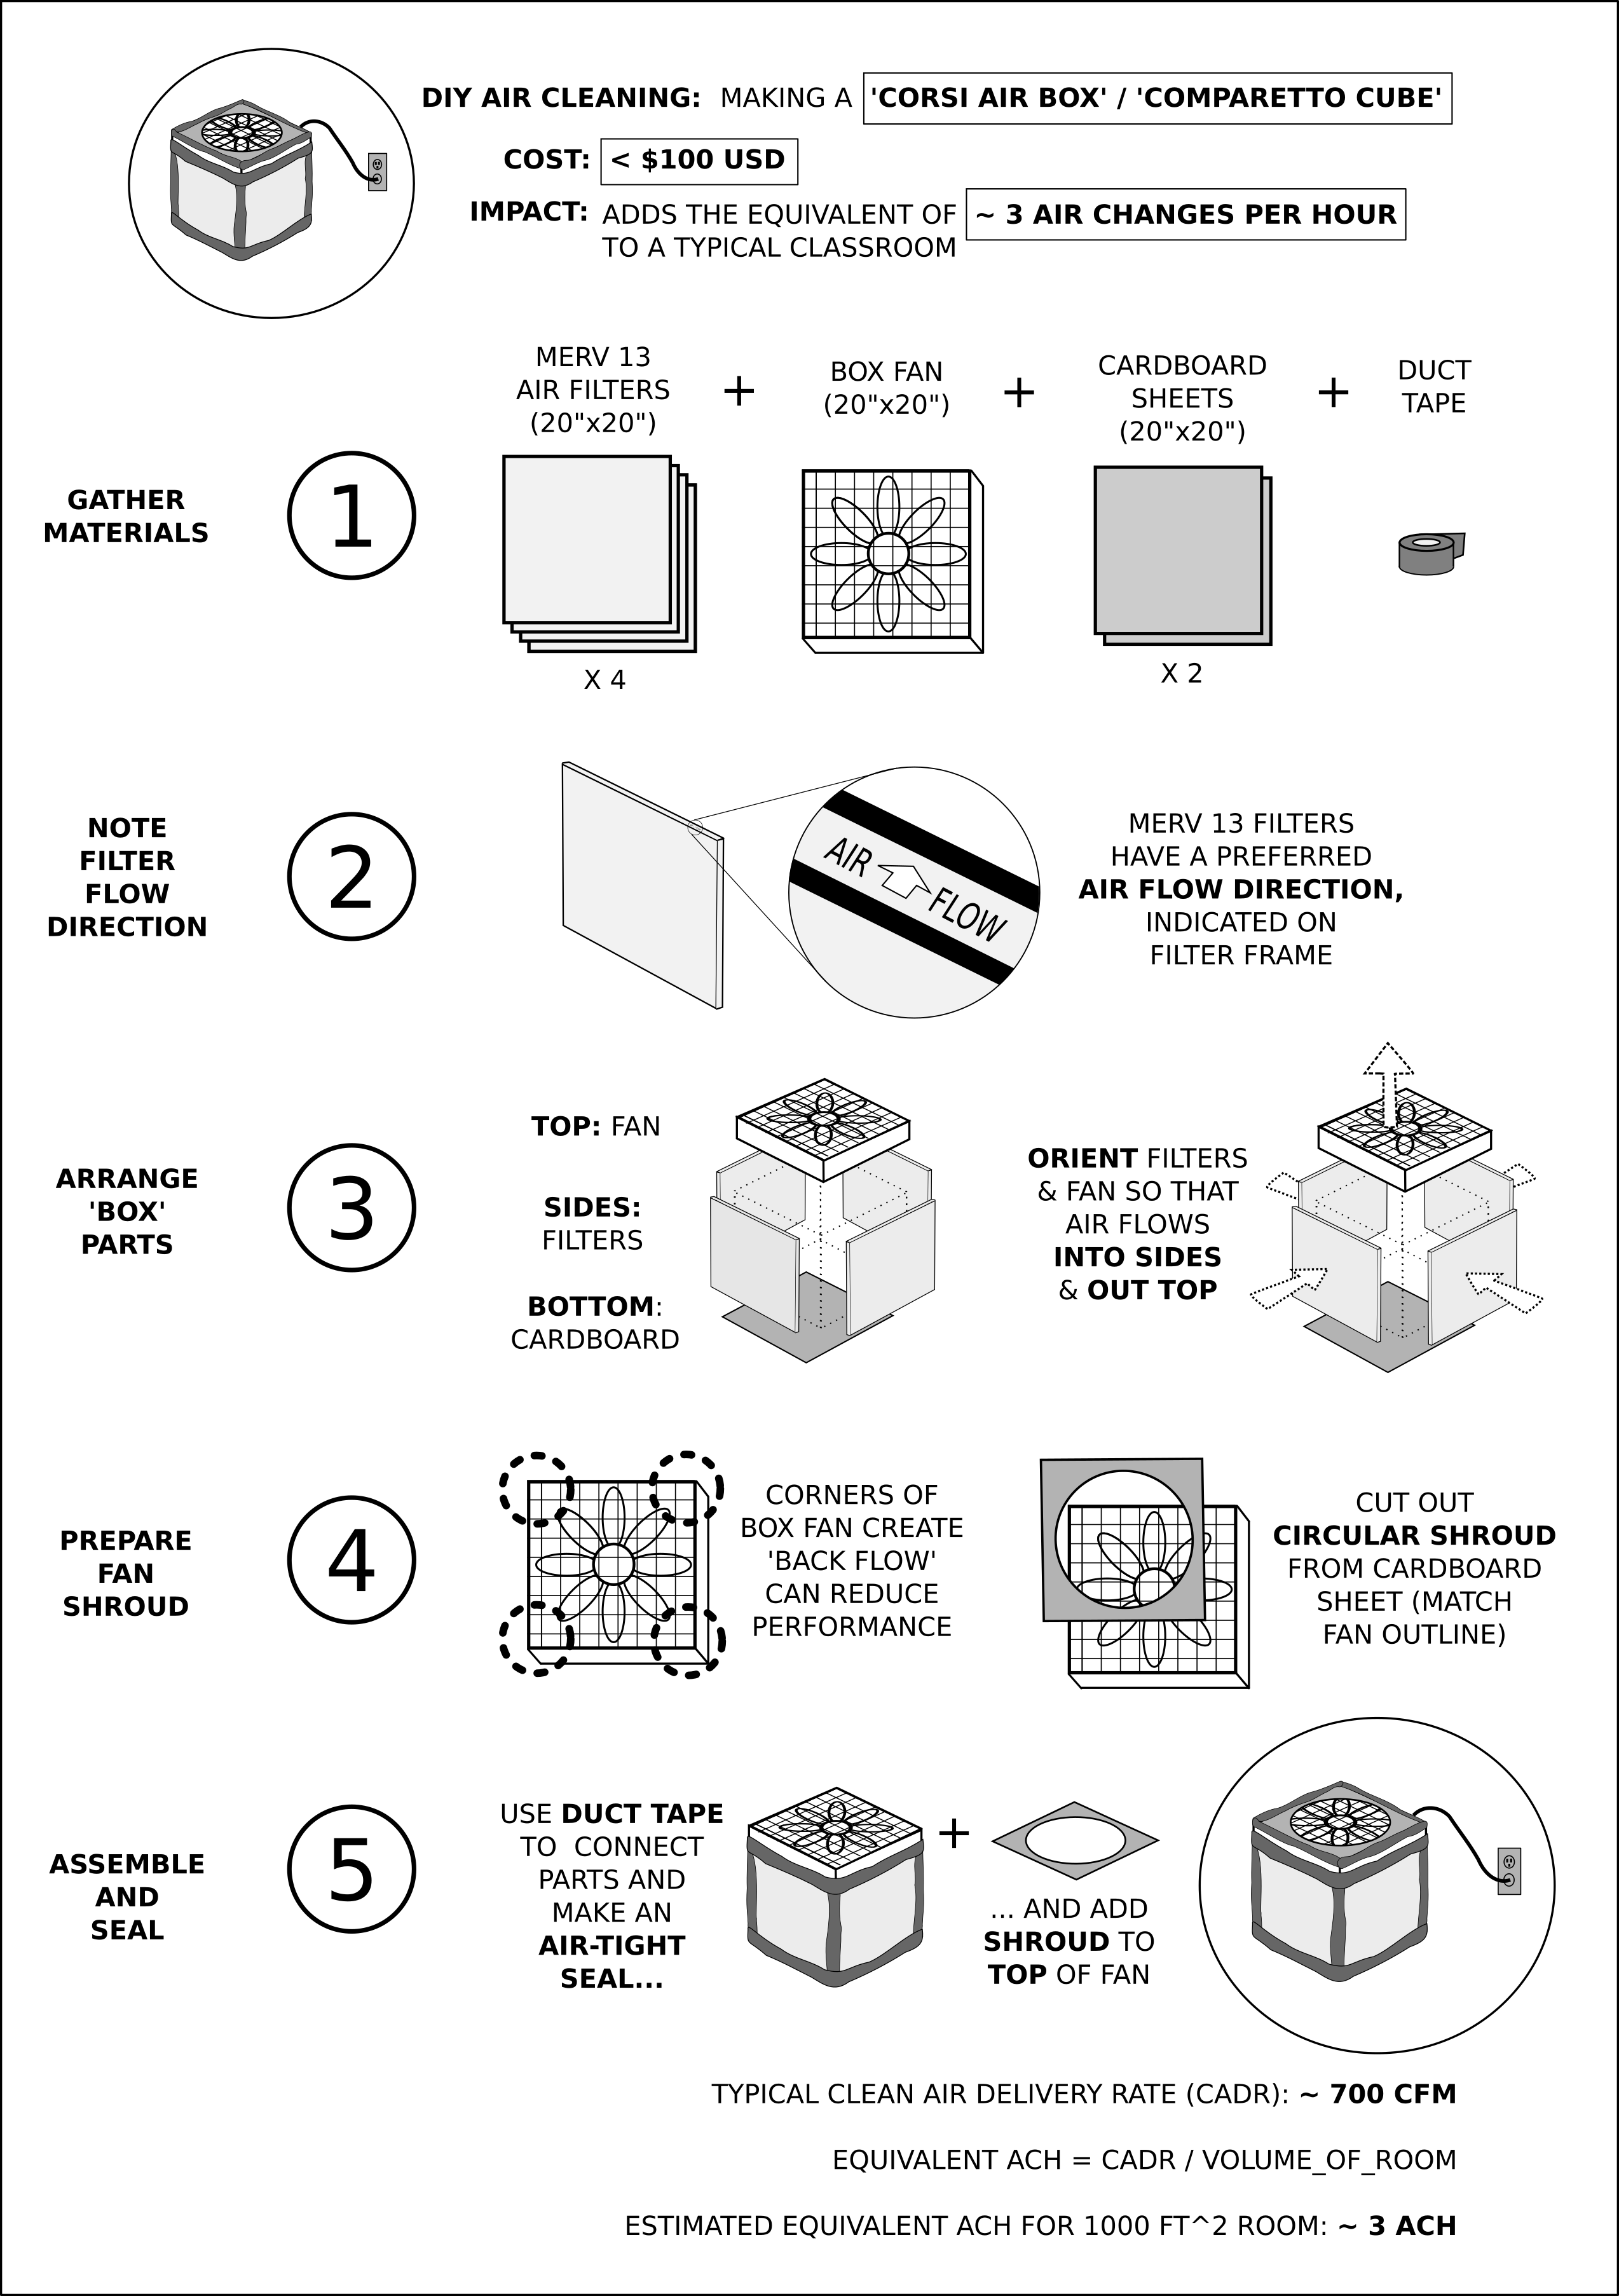 DIY AIR CLEANING: MAKING A 'CORSI AIR BOX' / 'COMPARETTO CUBE'
COST: < $100 USD
IMPACT: ADDS THE EQUIVALENT OF ~ 3 AIR CHANGES PER HOUR
TO A TYPICAL CLASSROOM
GATHER
MATERIALS
1
MERV 13
AIR FILTERS
(20"x20")
X 4
+
BOX FAN
(20"x20")
+
CARDBOARD
SHEETS
(20"x20")
X 2
+
DUCT
TAPE
NOTE
FILTER
FLOW
DIRECTION
2
AIR FLOW
MERV 13 FILTERS
HAVE A PREFERRED
AIR FLOW DIRECTION,
INDICATED ON
FILTER FRAME
ARRANGE
'BOX'
PARTS
3
TOP: FAN
SIDES:
FILTERS
BOTTOM:
CARDBOARD
ORIENT FILTERS
& FAN SO THAT
AIR FLOWS
INTO SIDES
& OUT TOP
PREPARE
FAN
SHROUD
4
CORNERS OF
BOX FAN CREATE
'BACK FLOW'
CAN REDUCE
PERFORMANCE
CUT OUT
CIRCULAR SHROUD
FROM CARDBOARD
SHEET (MATCH
FAN OUTLINE)
ASSEMBLE
AND
SEAL
5
USE DUCT TAPE
TO CONNECT
PARTS AND
MAKE AN
AIR-TIGHT
SEAL...
+
... AND ADD
SHROUD TO
TOP OF FAN
TYPICAL CLEAN AIR DELIVERY RATE (CADR): ~ 700 CFM
EQUIVALENT ACH = CADR / VOLUME_OF_ROOM
ESTIMATED EQUIVALENT ACH FOR 1000 FT^2 ROOM: ~ 3 ACH